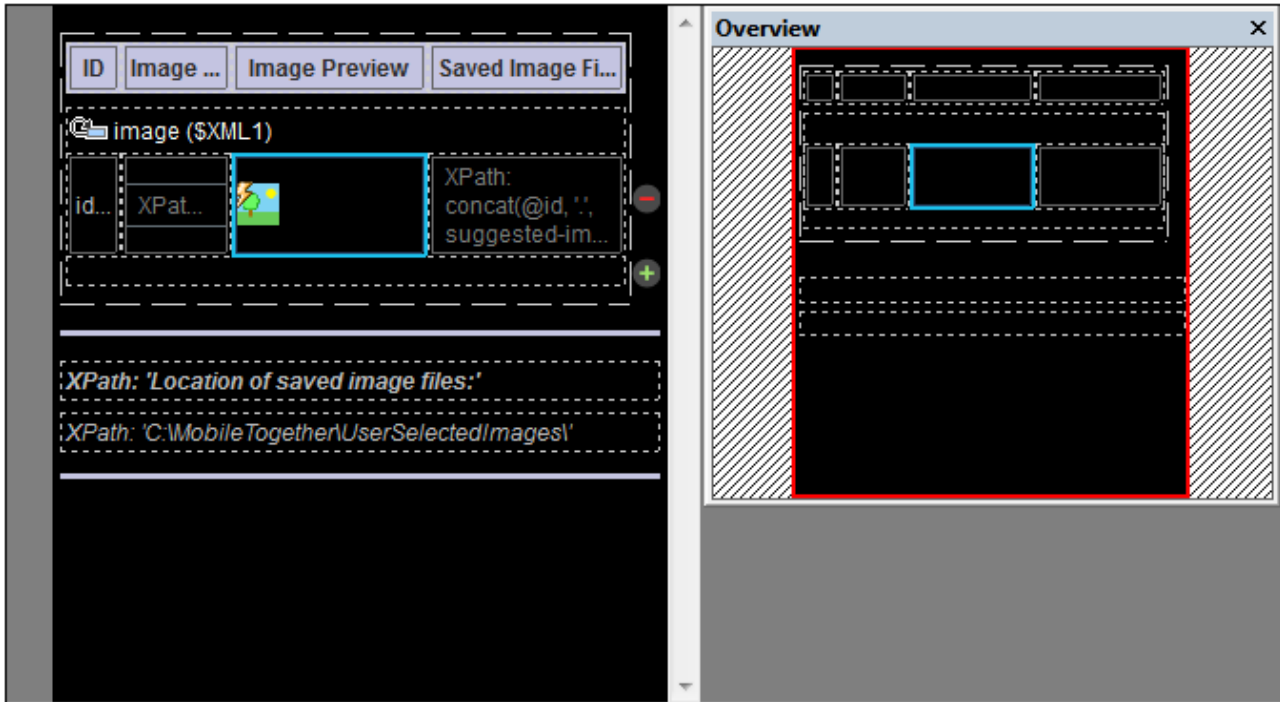 Overview
ID Image ... Image Preview Saved Image Fi...
image ($XML1)
id... XPat... XPath:
concat(@id, '.',
suggested-im...
XPath: 'Location of saved image files:'
XPath: 'C:\MobileTogether\UserSelectedImages\'